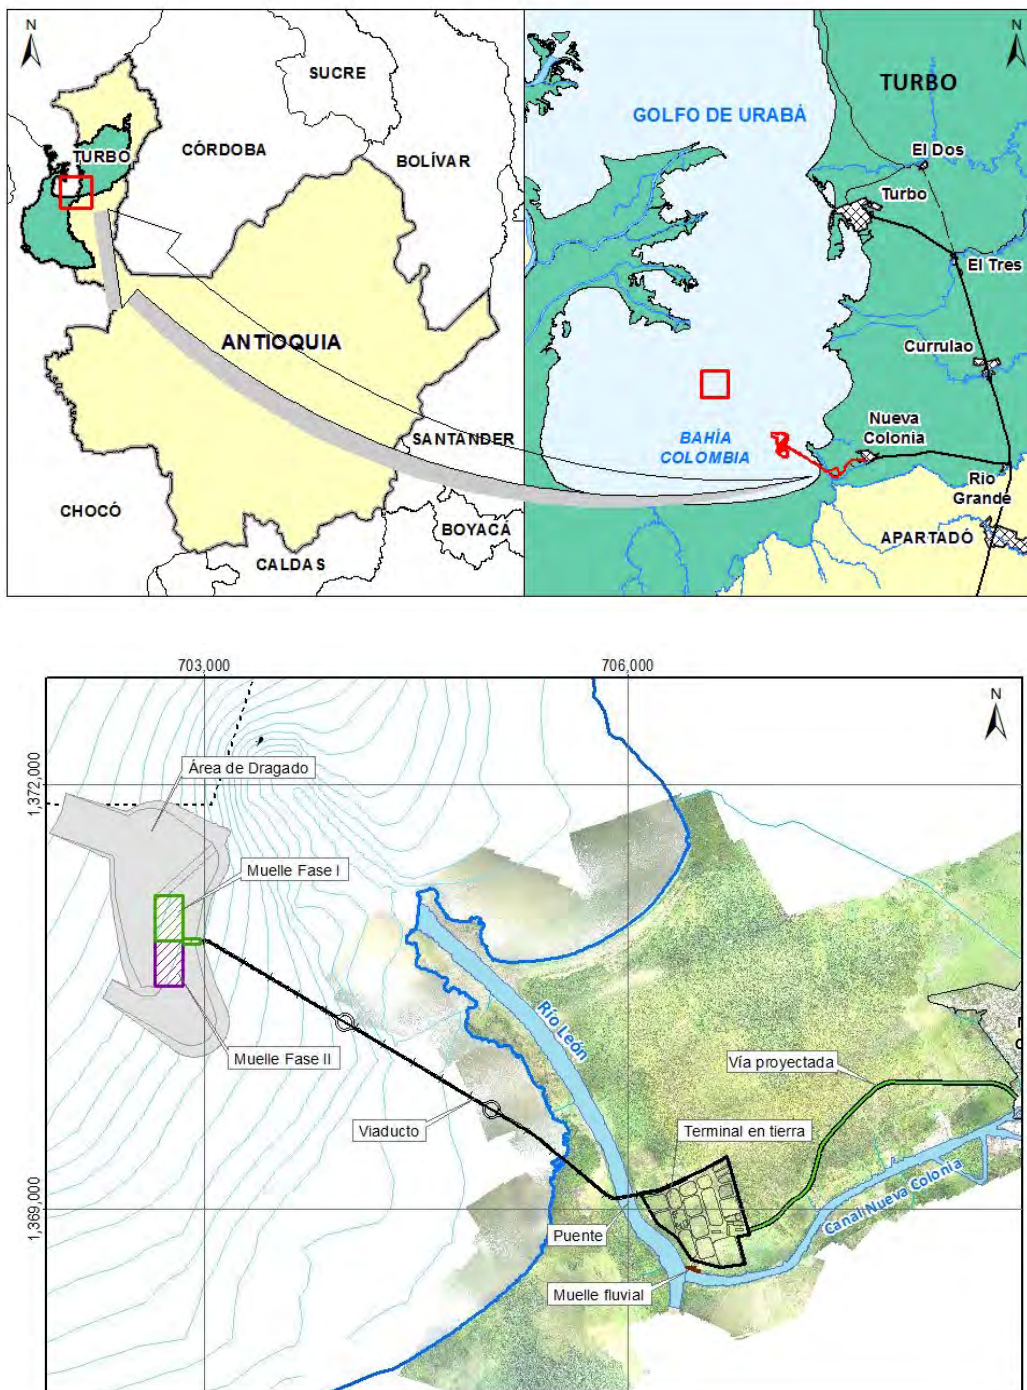 N
SUCRE
CÓRDOBA
TURBO
BOLÍVAR
ANTIOQUIA
SANTANDER
CHOCÓ
BOYACÁ
CALDAS
N
TURBO
GOLFO DE URABÁ
El Dos
Turbo
El Tres
Currulao
Nueva
Colonia
BAHÍA
COLOMBIA
Río
Grande
APARTADÓ
703,000
706,000
N
1,372,000
Área de Dragado
Muelle Fase I
Río León
Muelle Fase II
Vía proyectada
Viaducto
Terminal en tierra
Canal Nueva Colonia
1,369,000
Puente
Muelle fluvial